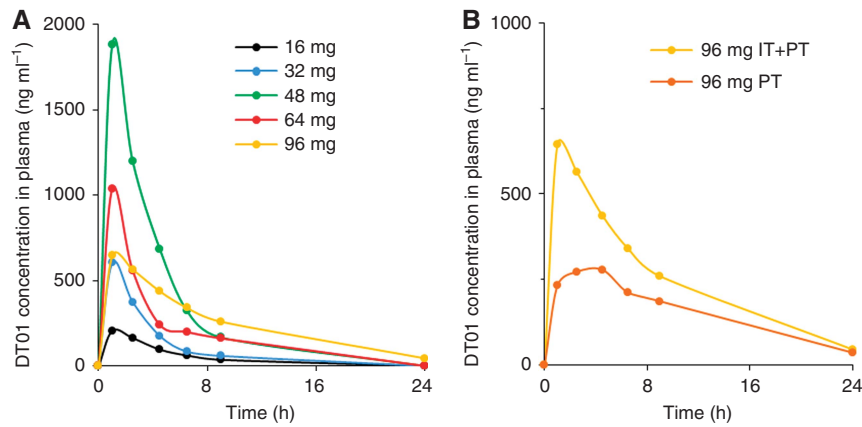 A
DT01 concentration in plasma (ng ml⁻¹)
2000
1500
1000
500
0
16 mg
32 mg
48 mg
64 mg
96 mg
0
8
16
24
Time (h)
B
DT01 concentration in plasma (ng ml⁻¹)
1000
500
0
96 mg IT+PT
96 mg PT
0
8
16
24
Time (h)